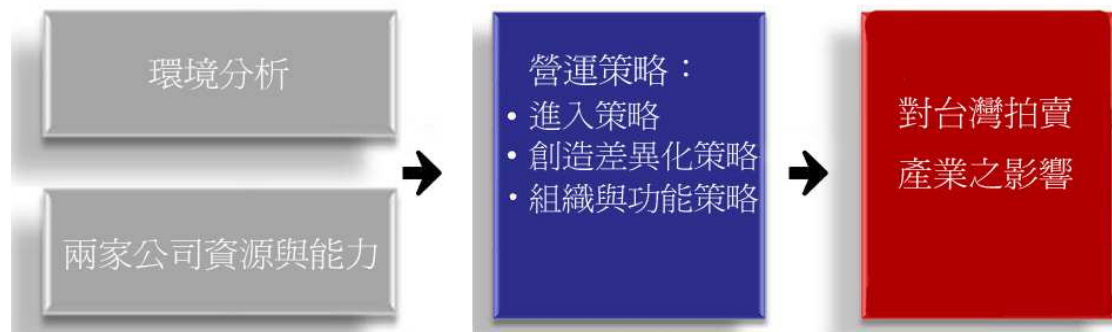 環境分析
兩家公司資源與能力
營運策略：
•進入策略
•創造差異化策略
•組織與功能策略
對台灣拍賣
產業之影響